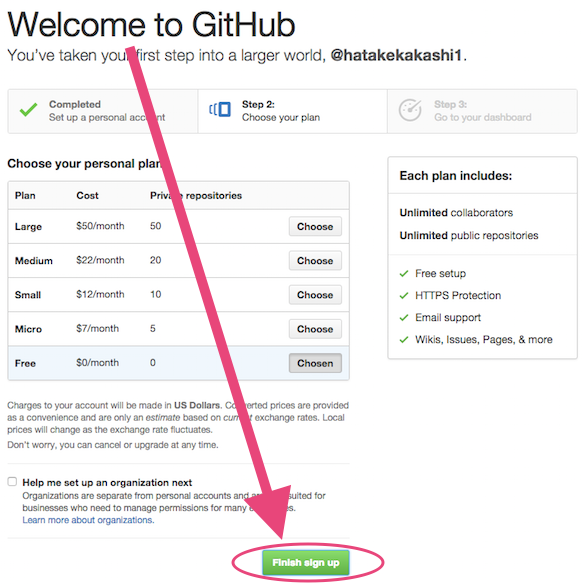 Welcome to GitHub
You've taken your first step into a larger world, @hatakekakashi1.
Completed
Set up a personal account
Step 2:
Choose your plan
Step 3:
Go to your dashboard
Choose your personal plan
Plan Cost Private repositories
Large $50/month 50 Choose
Medium $22/month 20 Choose
Small $12/month 10 Choose
Micro $7/month 5 Choose
Free $0/month 0 Chosen
Charges to your account will be made in US Dollars. Converted prices are provided
as a convenience and are only an estimate based on current exchange rates. Local
prices will change as the exchange rate fluctuates.
Don't worry, you can cancel or upgrade at any time.
Help me set up an organization next
Organizations are separate from personal accounts and are suited for
businesses who need to manage permissions for many
Learn more about organizations.
Finish sign up
Each plan includes:
Unlimited collaborators
Unlimited public repositories
Free setup
HTTPS Protection
Email support
Wikis, Issues, Pages, & more